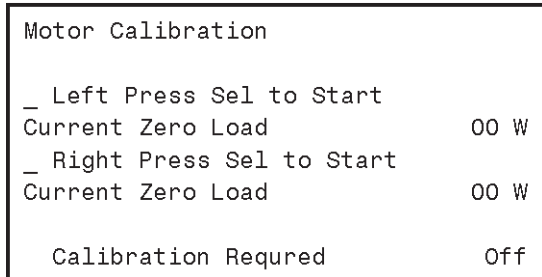 Motor Calibration
_ Left Press Sel to Start
Current Zero Load 00 W
_ Right Press Sel to Start
Current Zero Load 00 W
Calibration Requred Off